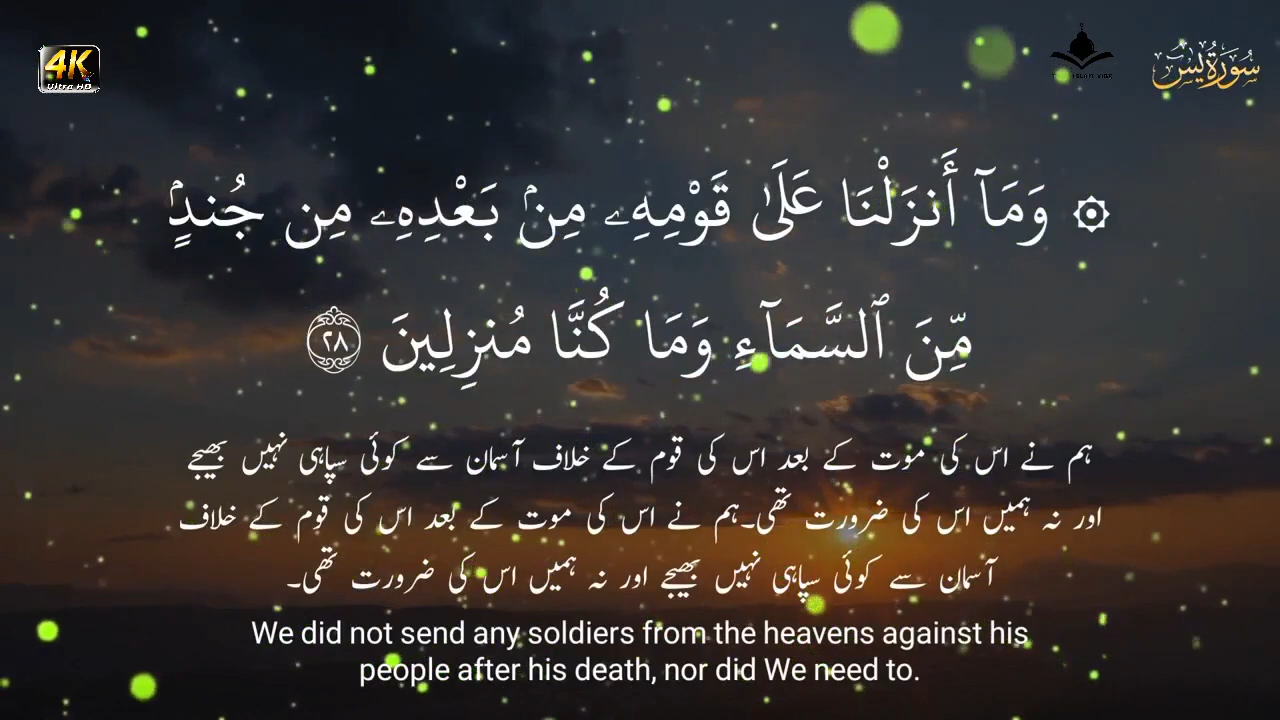 4K
Ultra HD
سُورَةُ يس
۞ وَمَآ أَنزَلْنَا عَلَىٰ قَوْمِهِۦ مِنۢ بَعْدِهِۦ مِن جُندٍۢ
مِّنَ ٱلسَّمَآءِ وَمَا كُنَّا مُنزِلِينَ ٢٨
ہم نے اس کی موت کے بعد اس کی قوم کے خلاف آسمان سے کوئی سپاہی نہیں بھیجے
اور نہ ہمیں اس کی ضرورت تھی۔ہم نے اس کی موت کے بعد اس کی قوم کے خلاف
آسمان سے کوئی سپاہی نہیں بھیجے اور نہ ہمیں اس کی ضرورت تھی۔
We did not send any soldiers from the heavens against his
people after his death, nor did We need to.